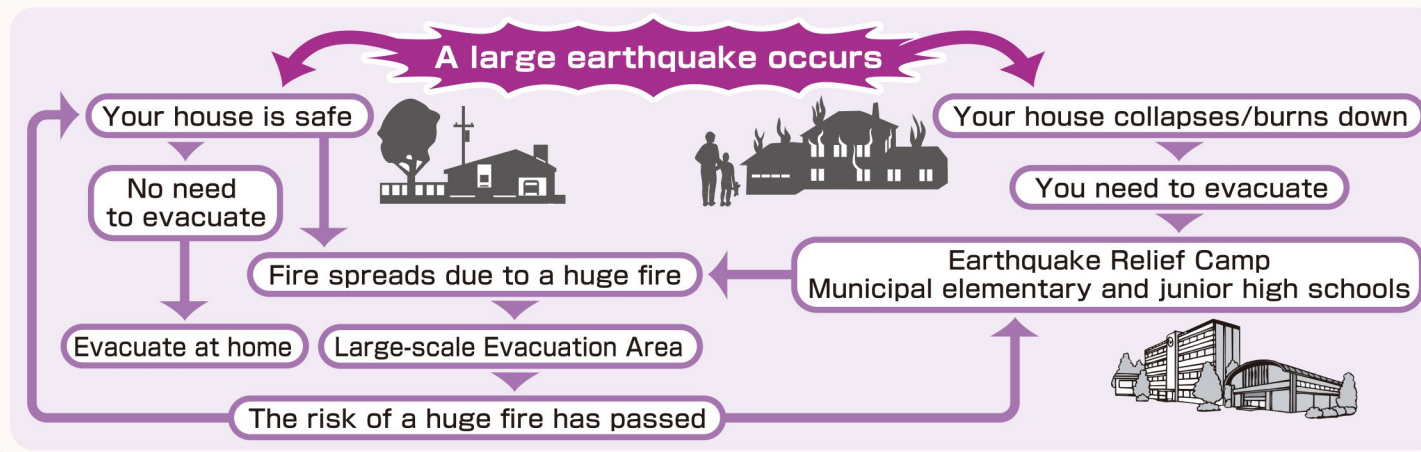 A large earthquake occurs
Your house is safe
Your house collapses/burns down
No need
to evacuate
You need to evacuate
Fire spreads due to a huge fire
Earthquake Relief Camp
Municipal elementary and junior high schools
Evacuate at home
Large-scale Evacuation Area
The risk of a huge fire has passed